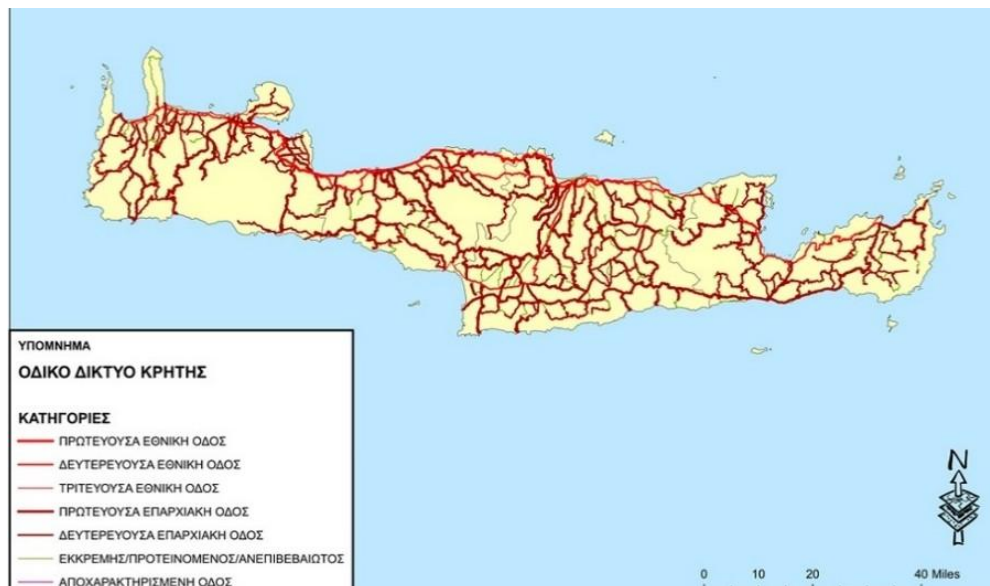 ΥΠΟΜΝΗΜΑ
ΟΔΙΚΟ ΔΙΚΤΥΟ ΚΡΗΤΗΣ
ΚΑΤΗΓΟΡΙΕΣ
ΠΡΩΤΕΥΟΥΣΑ ΕΘΝΙΚΗ ΟΔΟΣ
ΔΕΥΤΕΡΕΥΟΥΣΑ ΕΘΝΙΚΗ ΟΔΟΣ
ΤΡΙΤΕΥΟΥΣΑ ΕΘΝΙΚΗ ΟΔΟΣ
ΠΡΩΤΕΥΟΥΣΑ ΕΠΑΡΧΙΑΚΗ ΟΔΟΣ
ΔΕΥΤΕΡΕΥΟΥΣΑ ΕΠΑΡΧΙΑΚΗ ΟΔΟΣ
ΕΚΚΡΕΜΗΣ/ΠΡΟΤΕΙΝΟΜΕΝΟΣ/ΑΝΕΠΙΒΕΒΑΙΩΤΟΣ
ΑΠΟΧΑΡΑΚΤΗΡΙΣΜΕΝΗ ΟΔΟΣ
N
0 10 20 40 Miles